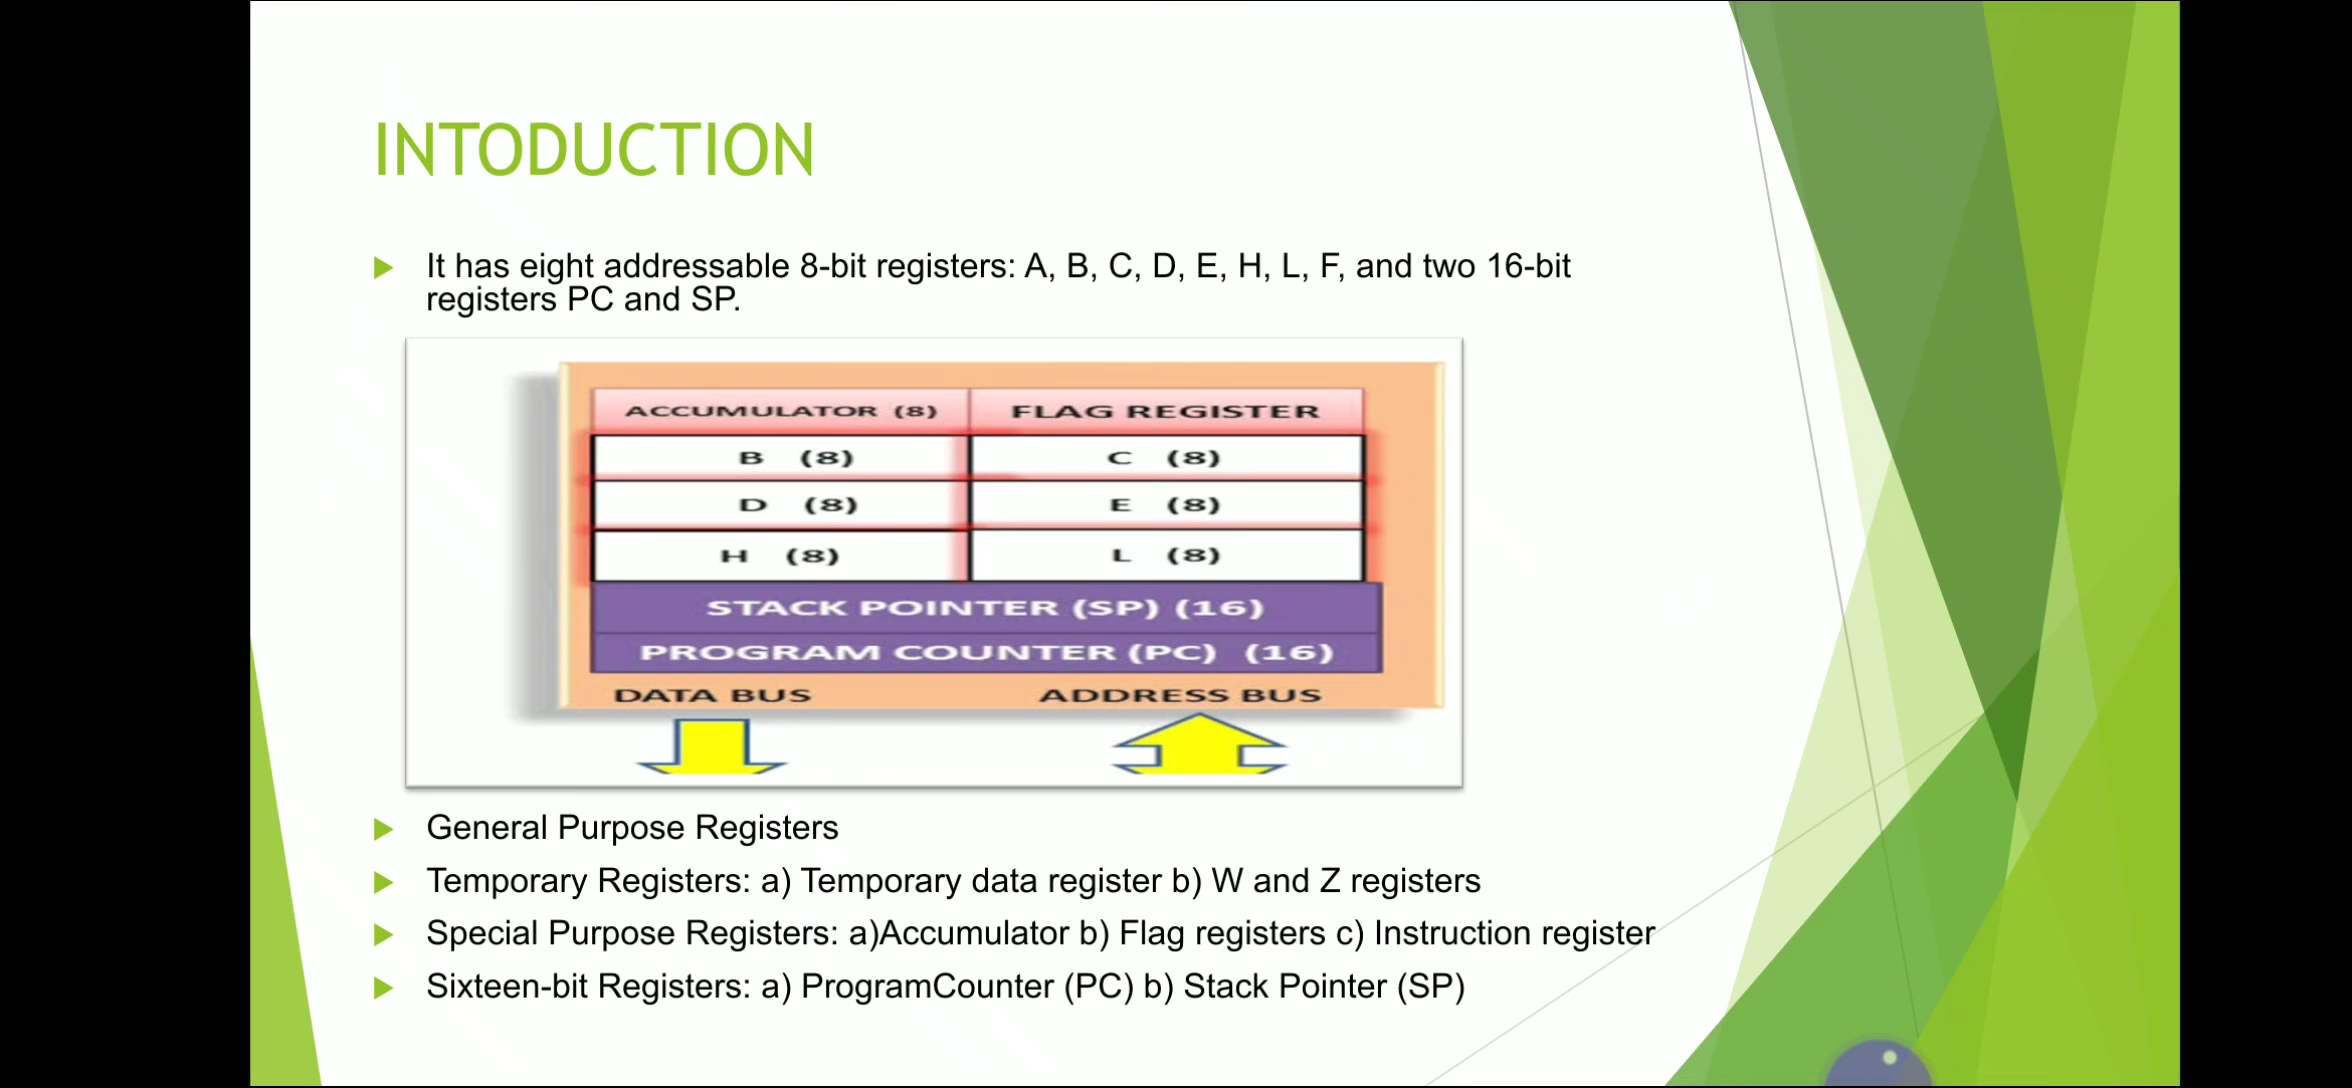 INTODUCTION
It has eight addressable 8-bit registers: A, B, C, D, E, H, L, F, and two 16-bit
registers PC and SP.
ACCUMULATOR (8) FLAG REGISTER
B (8) C (8)
D (8) E (8)
H (8) L (8)
STACK POINTER (SP) (16)
PROGRAM COUNTER (PC) (16)
DATA BUS ADDRESS BUS
General Purpose Registers
Temporary Registers: a) Temporary data register b) W and Z registers
Special Purpose Registers: a)Accumulator b) Flag registers c) Instruction register
Sixteen-bit Registers: a) ProgramCounter (PC) b) Stack Pointer (SP)